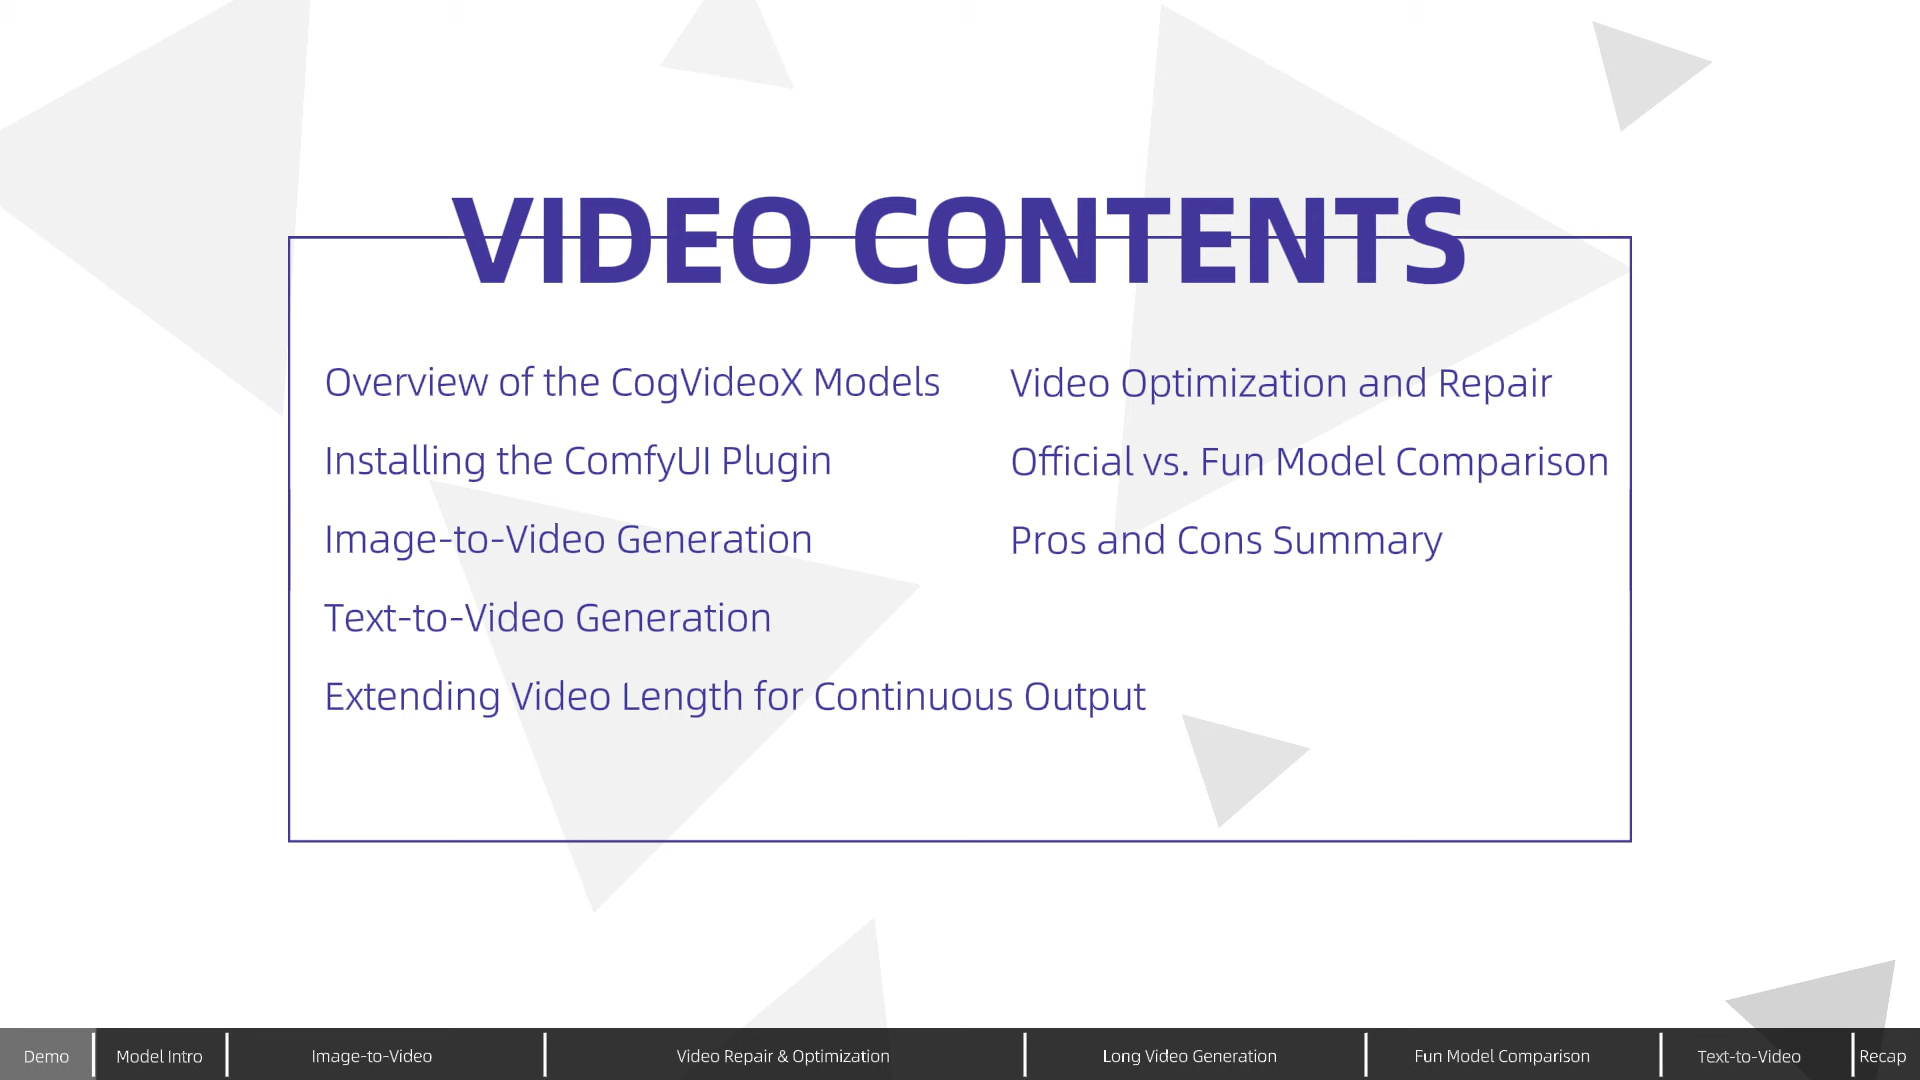 VIDEO CONTENTS
Overview of the CogVideoX Models
Installing the ComfyUI Plugin
Image-to-Video Generation
Text-to-Video Generation
Extending Video Length for Continuous Output
Video Optimization and Repair
Official vs. Fun Model Comparison
Pros and Cons Summary
Demo
Model Intro
Image-to-Video
Video Repair & Optimization
Long Video Generation
Fun Model Comparison
Text-to-Video
Recap